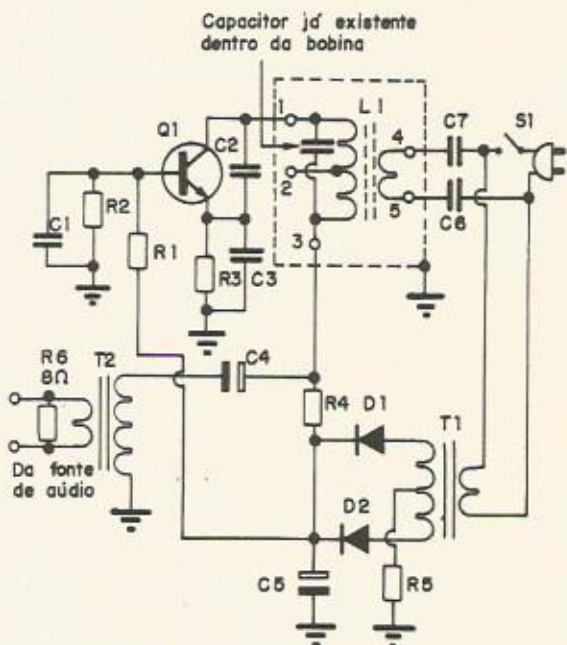 Capacitor já existente
dentro da bobina
1
L1
Q1
C2
4
C7
S1
2
5
C6
C1
R2
R1
R3
C3
3
R6
8Ω
T2
C4
R4
D1
T1
Da fonte
de aúdio
D2
C5
R5